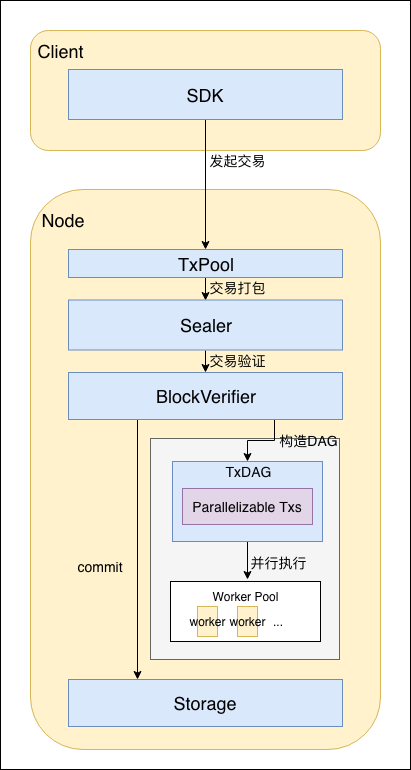 Client
SDK
发起交易
Node
TxPool
交易打包
Sealer
交易验证
BlockVerifier
构造DAG
TxDAG
Parallelizable Txs
并行执行
commit
Worker Pool
worker worker ...
Storage